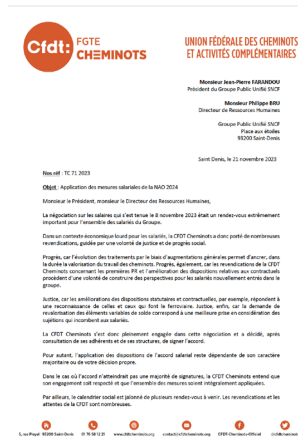 Cfdt:
FGTE
CHEMINOTS
UNION FÉDÉRALE DES CHEMINOTS
ET ACTIVITÉS COMPLÉMENTAIRES
Monsieur Jean-Pierre FARANDOU
Président du Groupe Public Unifié SNCF
Monsieur Philippe BRU
Directeur de Ressources Humaines
Groupe Public Unifié SNCF
Place aux étoiles
93200 Saint-Denis
Saint Denis, le 21 novembre 2023
Nos réf : TC 71 2023
Objet : Application des mesures salariales de la NAO 2024
Monsieur le Président, monsieur le Directeur des Ressources Humaines,
La négociation sur les salaires qui s'est tenue le 8 novembre 2023 était un rendez-vous extrêmement
important pour l'ensemble des salariés du Groupe.
Dans un contexte économique lourd pour les salariés, la CFDT Cheminots a donc porté de nombreuses
revendications, guidée par une volonté de justice et de progrès social.
Progrès, car l'évolution des traitements par le biais d'augmentations générales permet d'ancrer, dans
la durée la valorisation du travail des cheminots. Progrès, également, car les revendications de la CFDT
Cheminots concernant les premières PR et l'amélioration des dispositions relatives aux contractuels
procèdent d'une volonté de construire des perspectives pour les salariés nouvellement entrés dans le
groupe.
Justice, car les améliorations des dispositions statutaires et contractuelles, par exemple, répondent à
une reconnaissance de celles et ceux qui font le ferroviaire. Justice, enfin, car la demande de
revalorisation des éléments variables de solde correspond à une meilleure prise en considération des
sujétions qui incombent aux salariés.
La CFDT Cheminots s'est donc pleinement engagée dans cette négociation et a décidé, après
consultation de ses adhérents et de ses structures, de signer l'accord.
Pour autant, l'application des dispositions de l'accord salarial reste dépendante de son caractère
majoritaire ou de votre décision propre.
Dans le cas où l'accord n'atteindrait pas une majorité de signatures, la CFDT Cheminots entend que
son engagement soit respecté et que l'ensemble des mesures soient intégralement appliquées.
Par ailleurs, le calendrier social est jalonné de plusieurs rendez-vous à venir. Les revendications et les
attentes de la CFDT sont nombreuses.